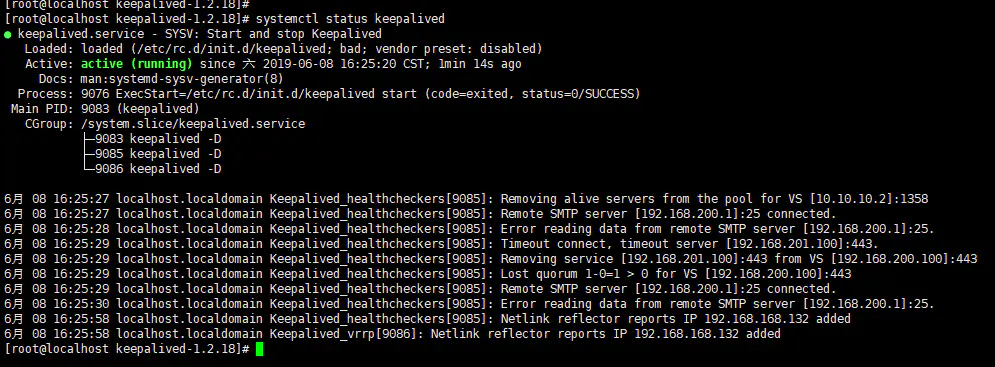 [root@localhost keepalived-1.2.18]#
[root@localhost keepalived-1.2.18]# systemctl status keepalived
● keepalived.service - SYSV: Start and stop Keepalived
   Loaded: loaded (/etc/rc.d/init.d/keepalived; bad; vendor preset: disabled)
   Active: active (running) since 六 2019-06-08 16:25:20 CST; 1min 14s ago
     Docs: man:systemd-sysv-generator(8)
  Process: 9076 ExecStart=/etc/rc.d/init.d/keepalived start (code=exited, status=0/SUCCESS)
 Main PID: 9083 (keepalived)
   CGroup: /system.slice/keepalived.service
           ├─9083 keepalived -D
           ├─9085 keepalived -D
           └─9086 keepalived -D
6月 08 16:25:27 localhost.localdomain Keepalived_healthcheckers[9085]: Removing alive servers from the pool for VS [10.10.10.2]:1358
6月 08 16:25:27 localhost.localdomain Keepalived_healthcheckers[9085]: Remote SMTP server [192.168.200.1]:25 connected.
6月 08 16:25:28 localhost.localdomain Keepalived_healthcheckers[9085]: Error reading data from remote SMTP server [192.168.200.1]:25.
6月 08 16:25:29 localhost.localdomain Keepalived_healthcheckers[9085]: Timeout connect, timeout server [192.168.201.100]:443.
6月 08 16:25:29 localhost.localdomain Keepalived_healthcheckers[9085]: Removing service [192.168.201.100]:443 from VS [192.168.200.100]:443
6月 08 16:25:29 localhost.localdomain Keepalived_healthcheckers[9085]: Lost quorum 1-0=1 > 0 for VS [192.168.200.100]:443
6月 08 16:25:29 localhost.localdomain Keepalived_healthcheckers[9085]: Remote SMTP server [192.168.200.1]:25 connected.
6月 08 16:25:30 localhost.localdomain Keepalived_healthcheckers[9085]: Error reading data from remote SMTP server [192.168.200.1]:25.
6月 08 16:25:58 localhost.localdomain Keepalived_healthcheckers[9085]: Netlink reflector reports IP 192.168.168.132 added
6月 08 16:25:58 localhost.localdomain Keepalived_vrrp[9086]: Netlink reflector reports IP 192.168.168.132 added
[root@localhost keepalived-1.2.18]#